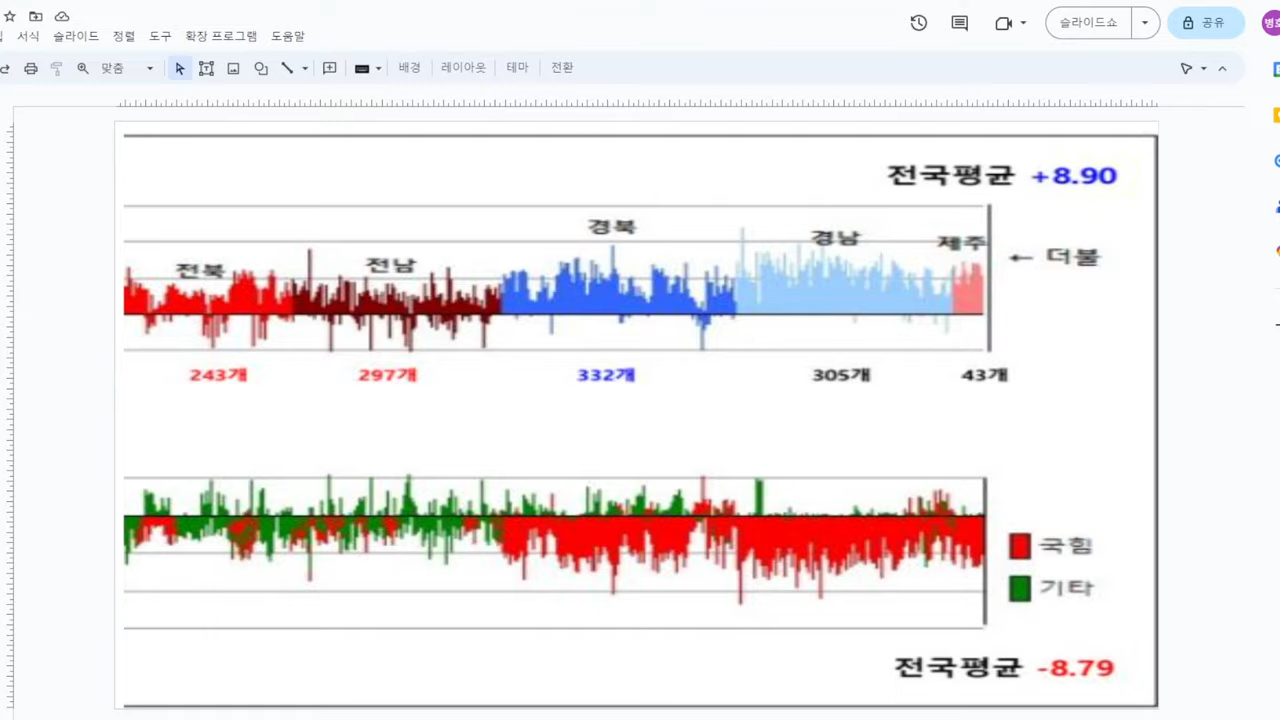 슬라이드쇼
공유
서식 슬라이드 정렬 도구 확장 프로그램 도움말
맞춤 배경 레이아웃 테마 전환
전국평균 +8.90
경북
경남
제주
전북
전남
← 더불
243개 297개 332개 305개 43개
국힘
기타
전국평균 -8.79